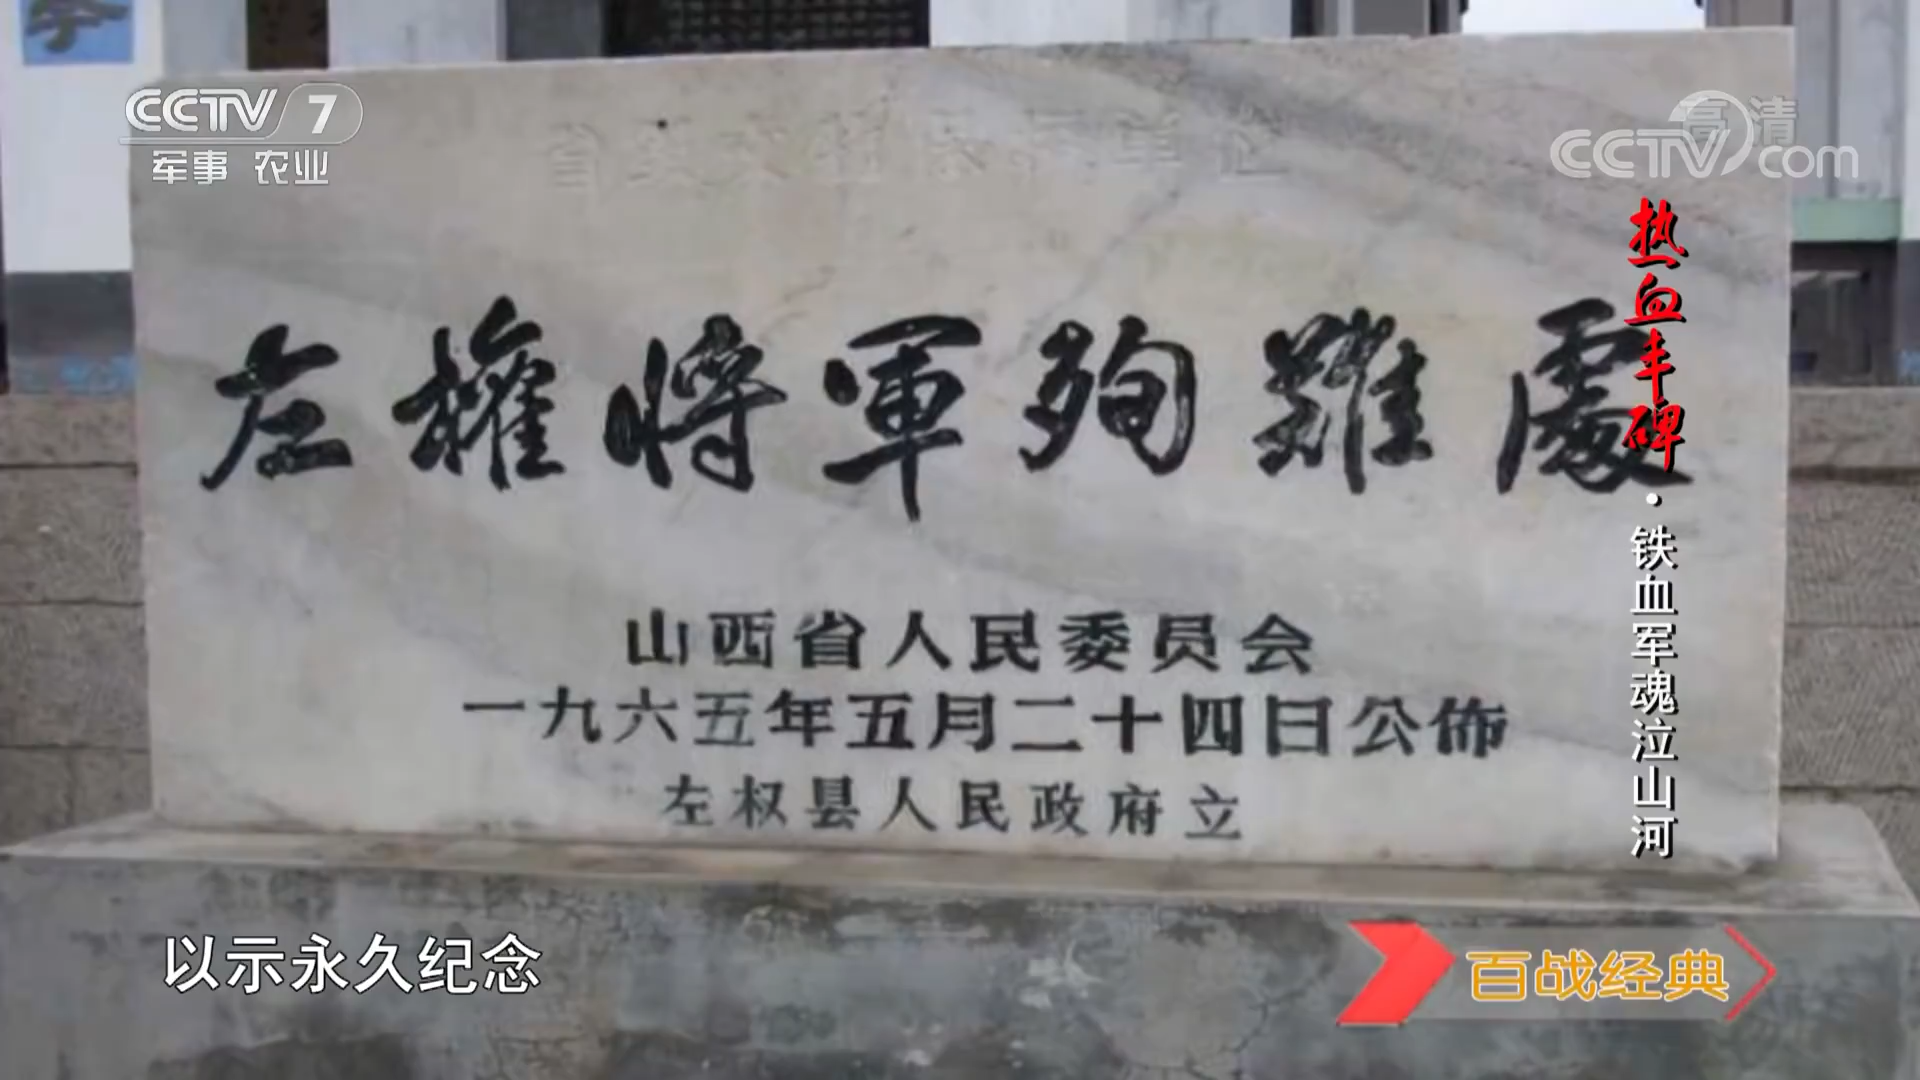 CCTV 7
军事 农业
高清
CCTV.com
左權將軍殉難處
山西省人民委员会
一九六五年五月二十四日公佈
左权县人民政府立
热血丰碑·铁血军魂泣山河
以示永久纪念
百战经典